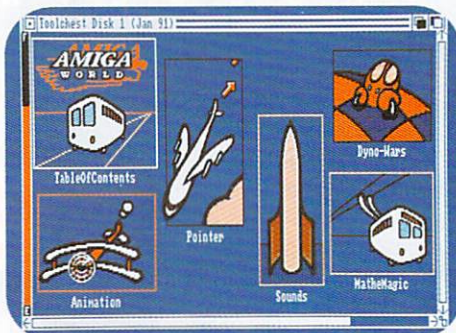 Toolchest Disk 1 (Jan 91)
AMIGA
WORLD
TableOfContents
Pointer
Dyno-Wars
Animation
Sounds
MatheMagic